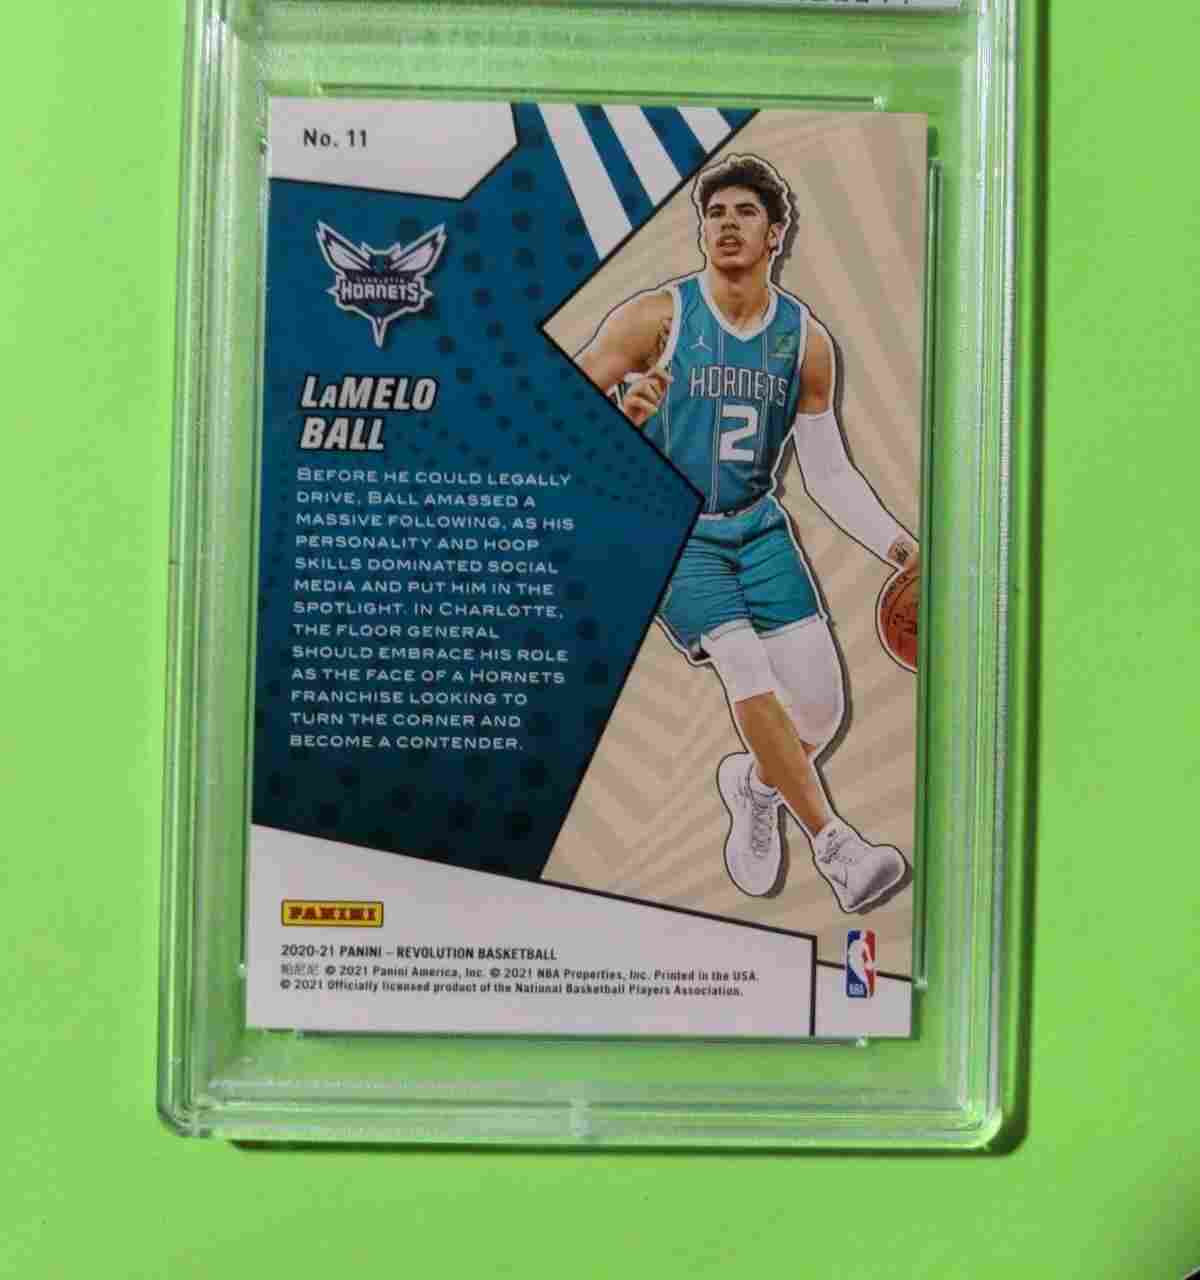 No. 11
CHARLOTTE
HORNETS
LAMELO
BALL
HORNETS
2
BEFORE HE COULD LEGALLY
DRIVE, BALL AMASSED A
MASSIVE FOLLOWING, AS HIS
PERSONALITY AND HOOP
SKILLS DOMINATED SOCIAL
MEDIA AND PUT HIM IN THE
SPOTLIGHT. IN CHARLOTTE,
THE FLOOR GENERAL
SHOULD EMBRACE HIS ROLE
AS THE FACE OF A HORNETS
FRANCHISE LOOKING TO
TURN THE CORNER AND
BECOME A CONTENDER.
PANINI
2020-21 PANINI – REVOLUTION BASKETBALL
帕尼尼 © 2021 Panini America, Inc. © 2021 NBA Properties, Inc. Printed in the USA.
© 2021 Officially licensed product of the National Basketball Players Association.
NBA